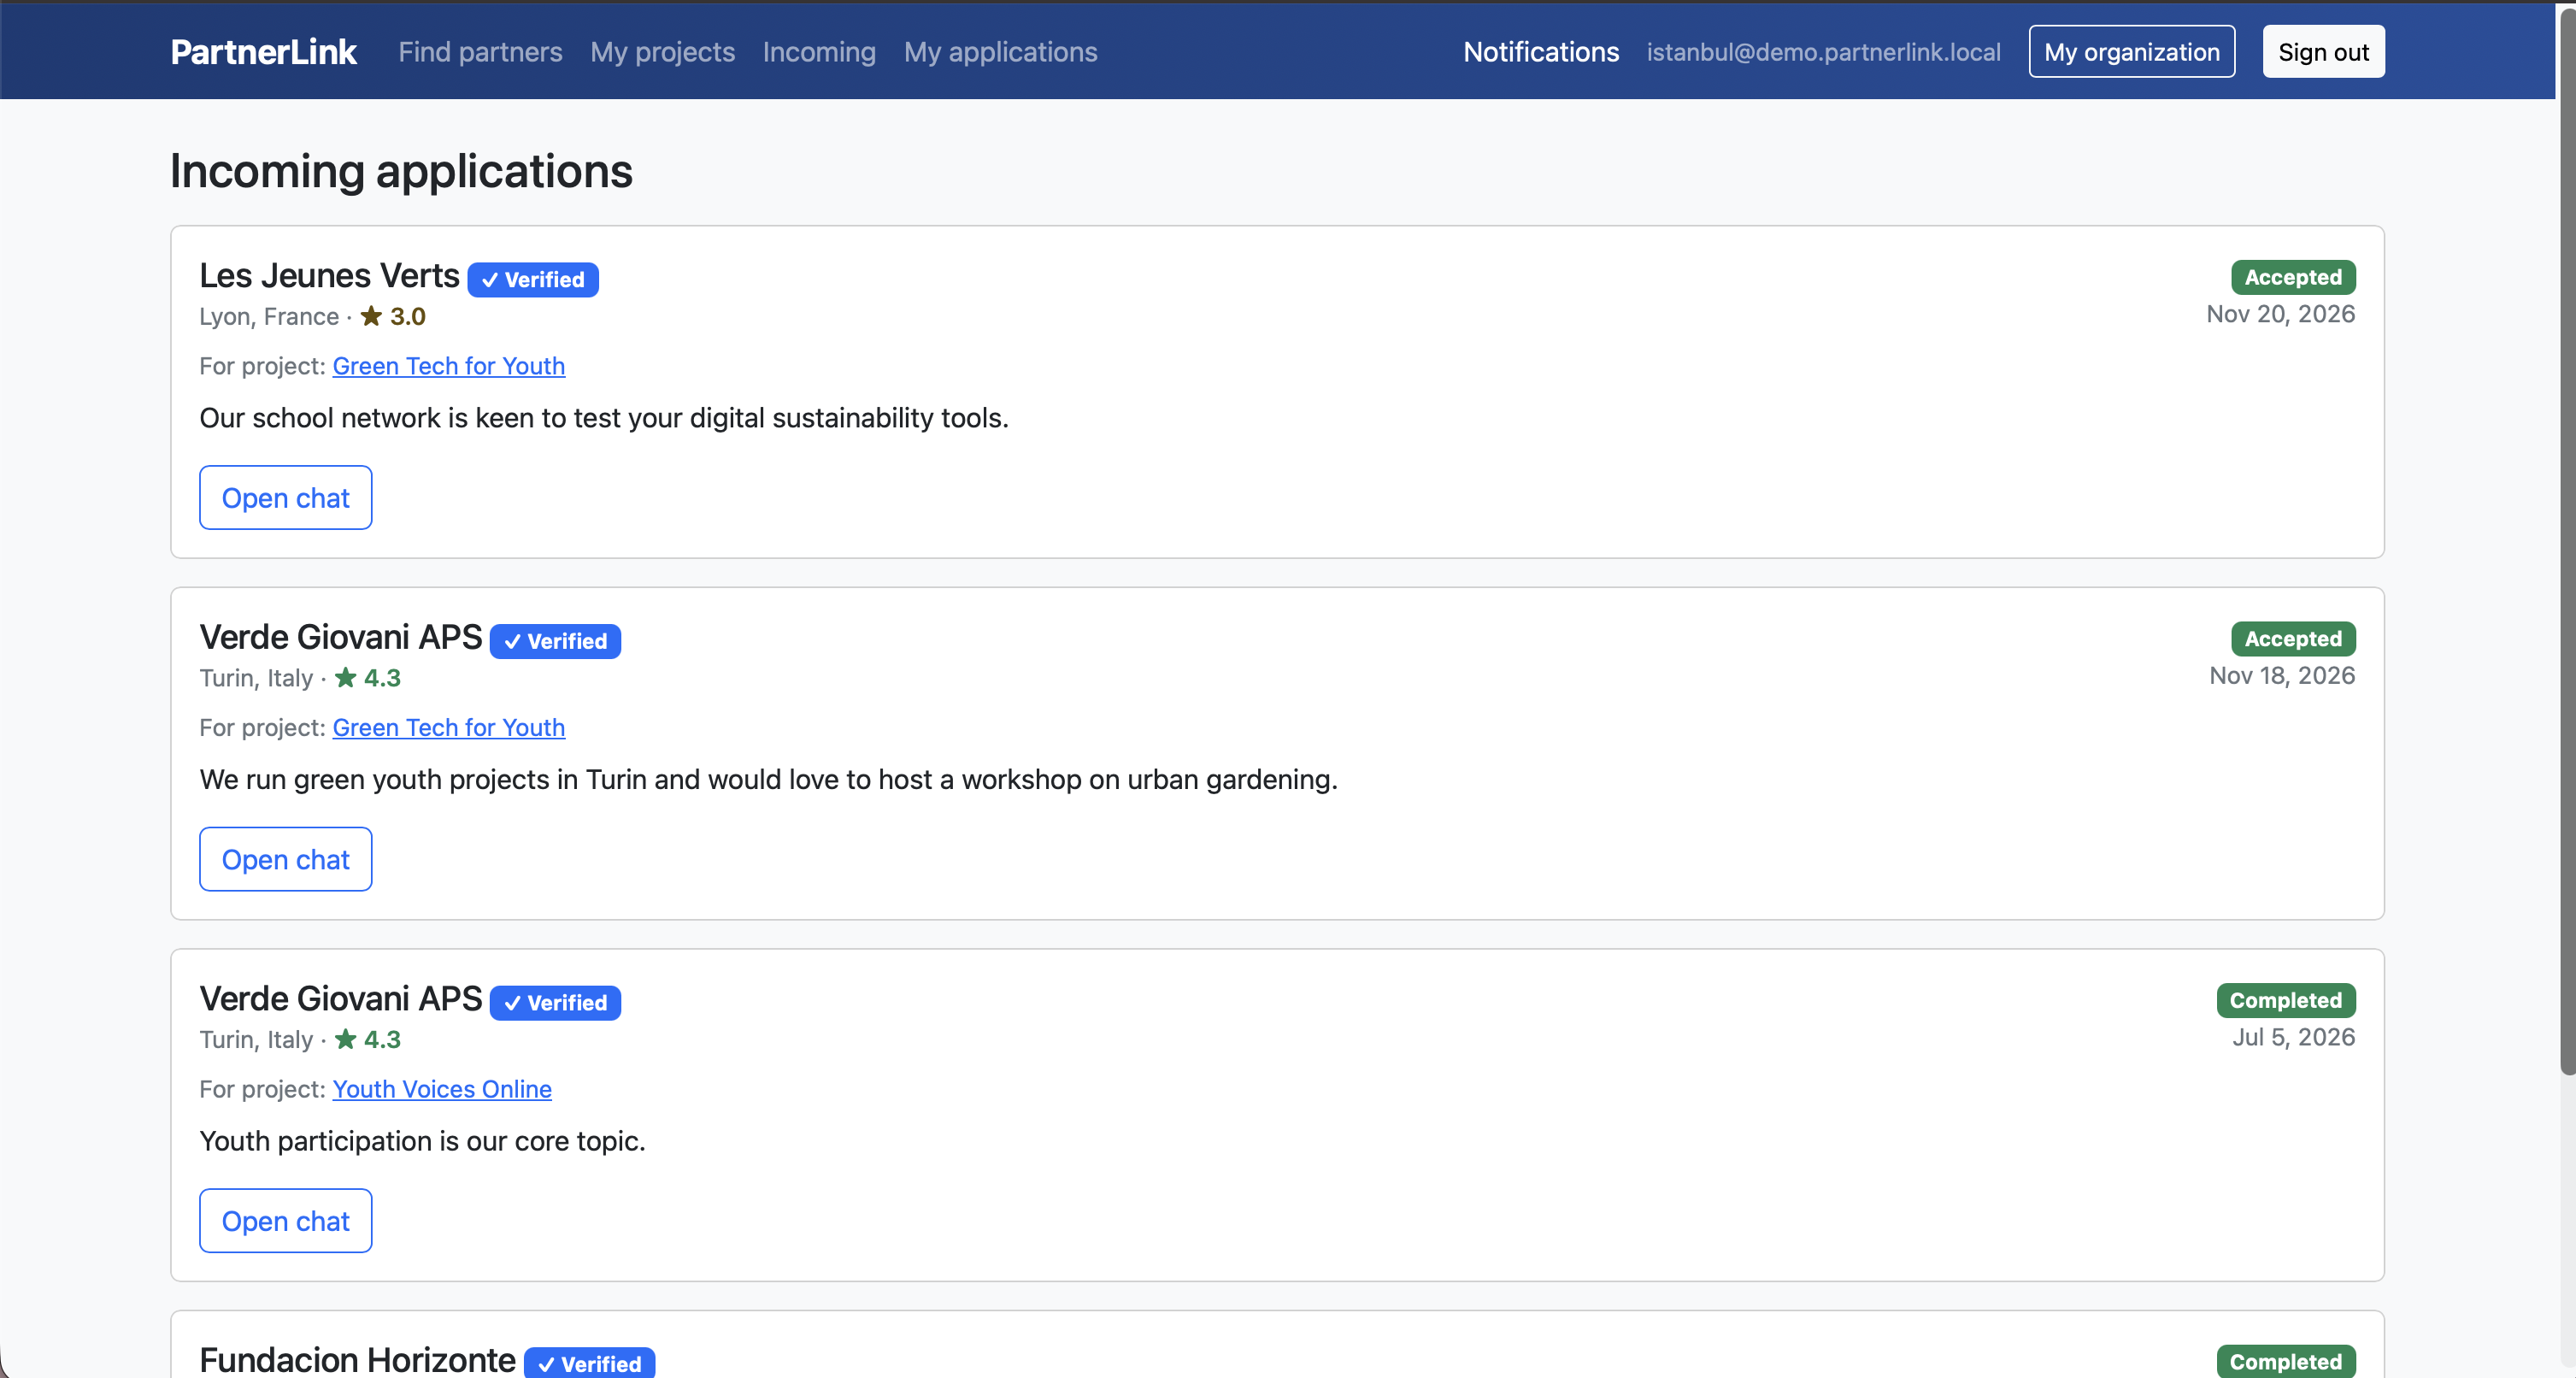 PartnerLink Find partners My projects Incoming My applications Notifications istanbul@demo.partnerlink.local My organization Sign out
Incoming applications
Les Jeunes Verts ✓ Verified Accepted
Lyon, France · ★ 3.0 Nov 20, 2026
For project: Green Tech for Youth
Our school network is keen to test your digital sustainability tools.
Open chat
Verde Giovani APS ✓ Verified Accepted
Turin, Italy · ★ 4.3 Nov 18, 2026
For project: Green Tech for Youth
We run green youth projects in Turin and would love to host a workshop on urban gardening.
Open chat
Verde Giovani APS ✓ Verified Completed
Turin, Italy · ★ 4.3 Jul 5, 2026
For project: Youth Voices Online
Youth participation is our core topic.
Open chat
Fundacion Horizonte ✓ Verified Completed